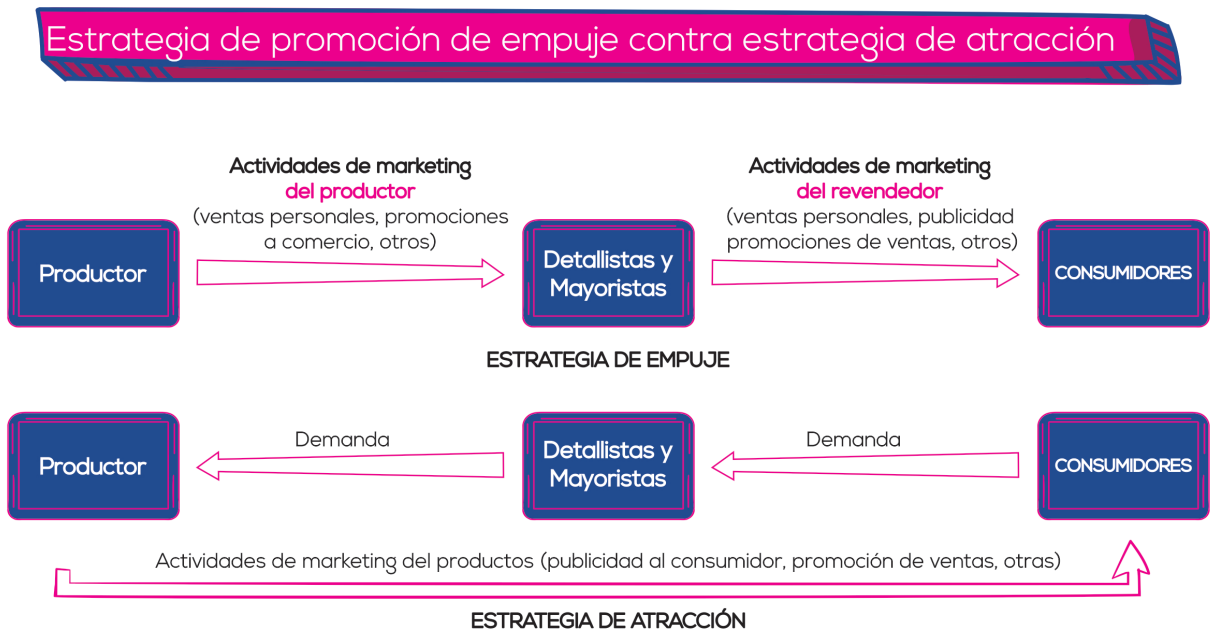 Estrategia de promoción de empuje contra estrategia de atracción
Actividades de marketing
del productor
(ventas personales, promociones
a comercio, otros)
Actividades de marketing
del revendedor
(ventas personales, publicidad
promociones de ventas, otros)
Productor
Detallistas y
Mayoristas
CONSUMIDORES
ESTRATEGIA DE EMPUJE
Productor
Demanda
Detallistas y
Mayoristas
Demanda
CONSUMIDORES
Actividades de marketing del productos (publicidad al consumidor, promoción de ventas, otras)
ESTRATEGIA DE ATRACCIÓN